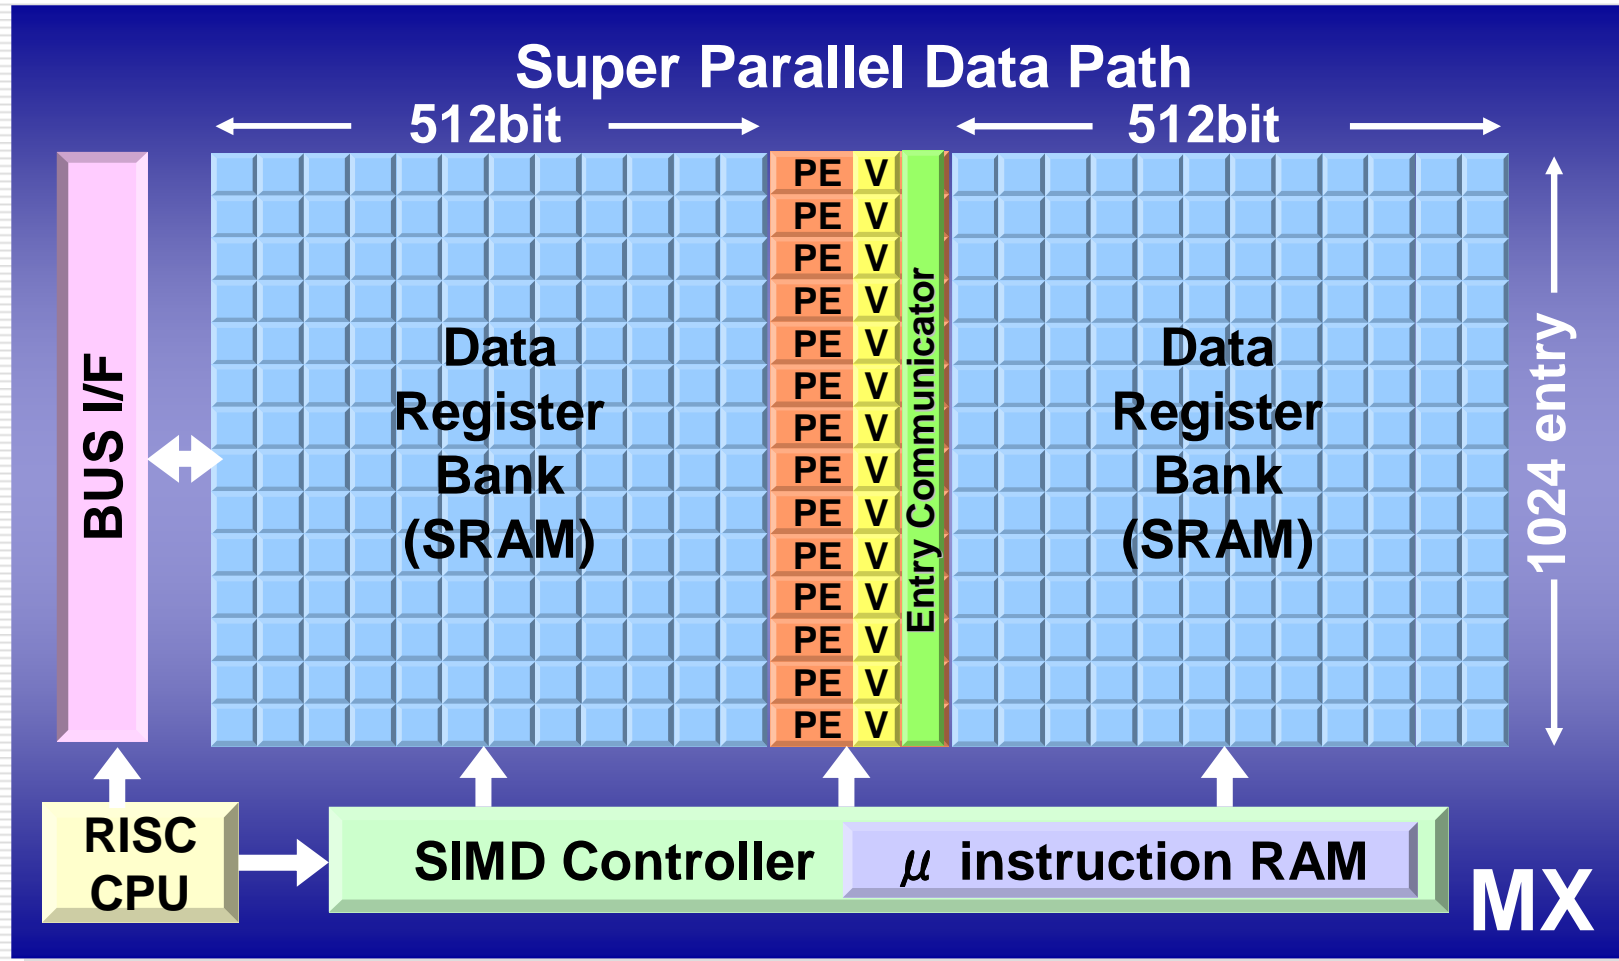 Super Parallel Data Path
512bit
512bit
BUS I/F
Data
Register
Bank
(SRAM)
PE V
PE V
PE V
PE V
PE V
PE V
PE V
PE V
PE V
PE V
PE V
PE V
PE V
PE V
Entry Communicator
Data
Register
Bank
(SRAM)
1024 entry
RISC
CPU
SIMD Controller
μ instruction RAM
MX